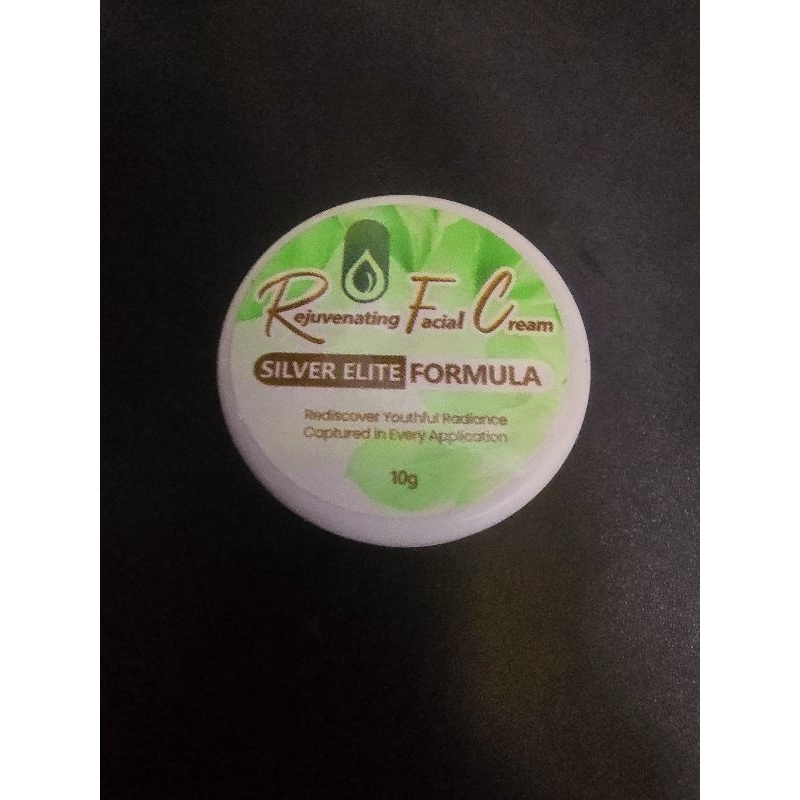 Rejuvenating Facial Cream
SILVER ELITE FORMULA
Rediscover Youthful Radiance
Captured in Every Application
10g